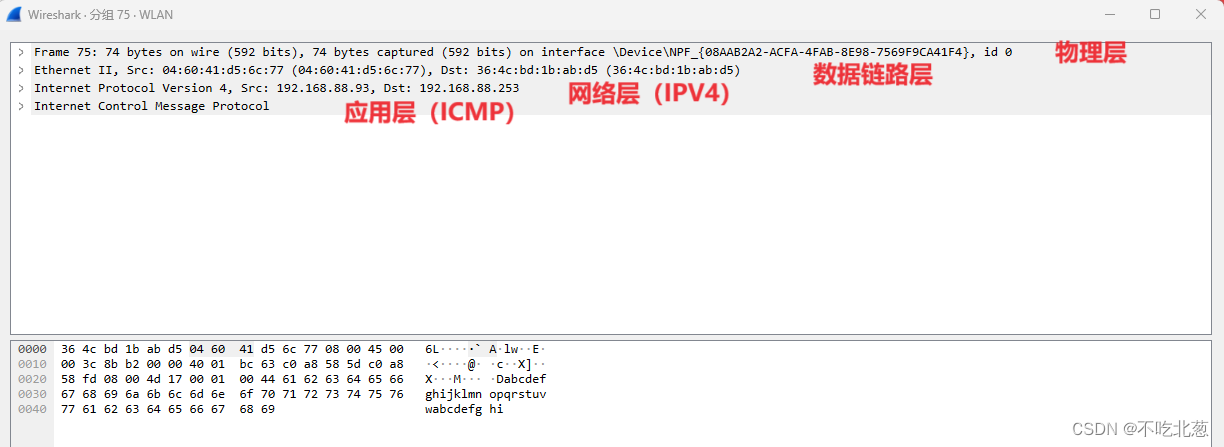 Wireshark · 分组 75 · WLAN
> Frame 75: 74 bytes on wire (592 bits), 74 bytes captured (592 bits) on interface \Device\NPF_{08AAB2A2-ACFA-4FAB-8E98-7569F9CA41F4}, id 0
物理层
> Ethernet II, Src: 04:60:41:d5:6c:77 (04:60:41:d5:6c:77), Dst: 36:4c:bd:1b:ab:d5 (36:4c:bd:1b:ab:d5)
数据链路层
> Internet Protocol Version 4, Src: 192.168.88.93, Dst: 192.168.88.253
网络层（IPV4）
> Internet Control Message Protocol
应用层（ICMP）
0000 36 4c bd 1b ab d5 04 60 41 d5 6c 77 08 00 45 00 6L·····` A·lw··E·
0010 00 3c 8b b2 00 00 40 01 bc 63 c0 a8 58 5d c0 a8 ·<····@· ·c··X]··
0020 58 fd 08 00 4d 17 00 01 00 44 61 62 63 64 65 66 X···M··· ·Dabcdef
0030 67 68 69 6a 6b 6c 6d 6e 6f 70 71 72 73 74 75 76 ghijklmn opqrstuv
0040 77 61 62 63 64 65 66 67 68 69 wabcdefg hi
CSDN @不吃北葱